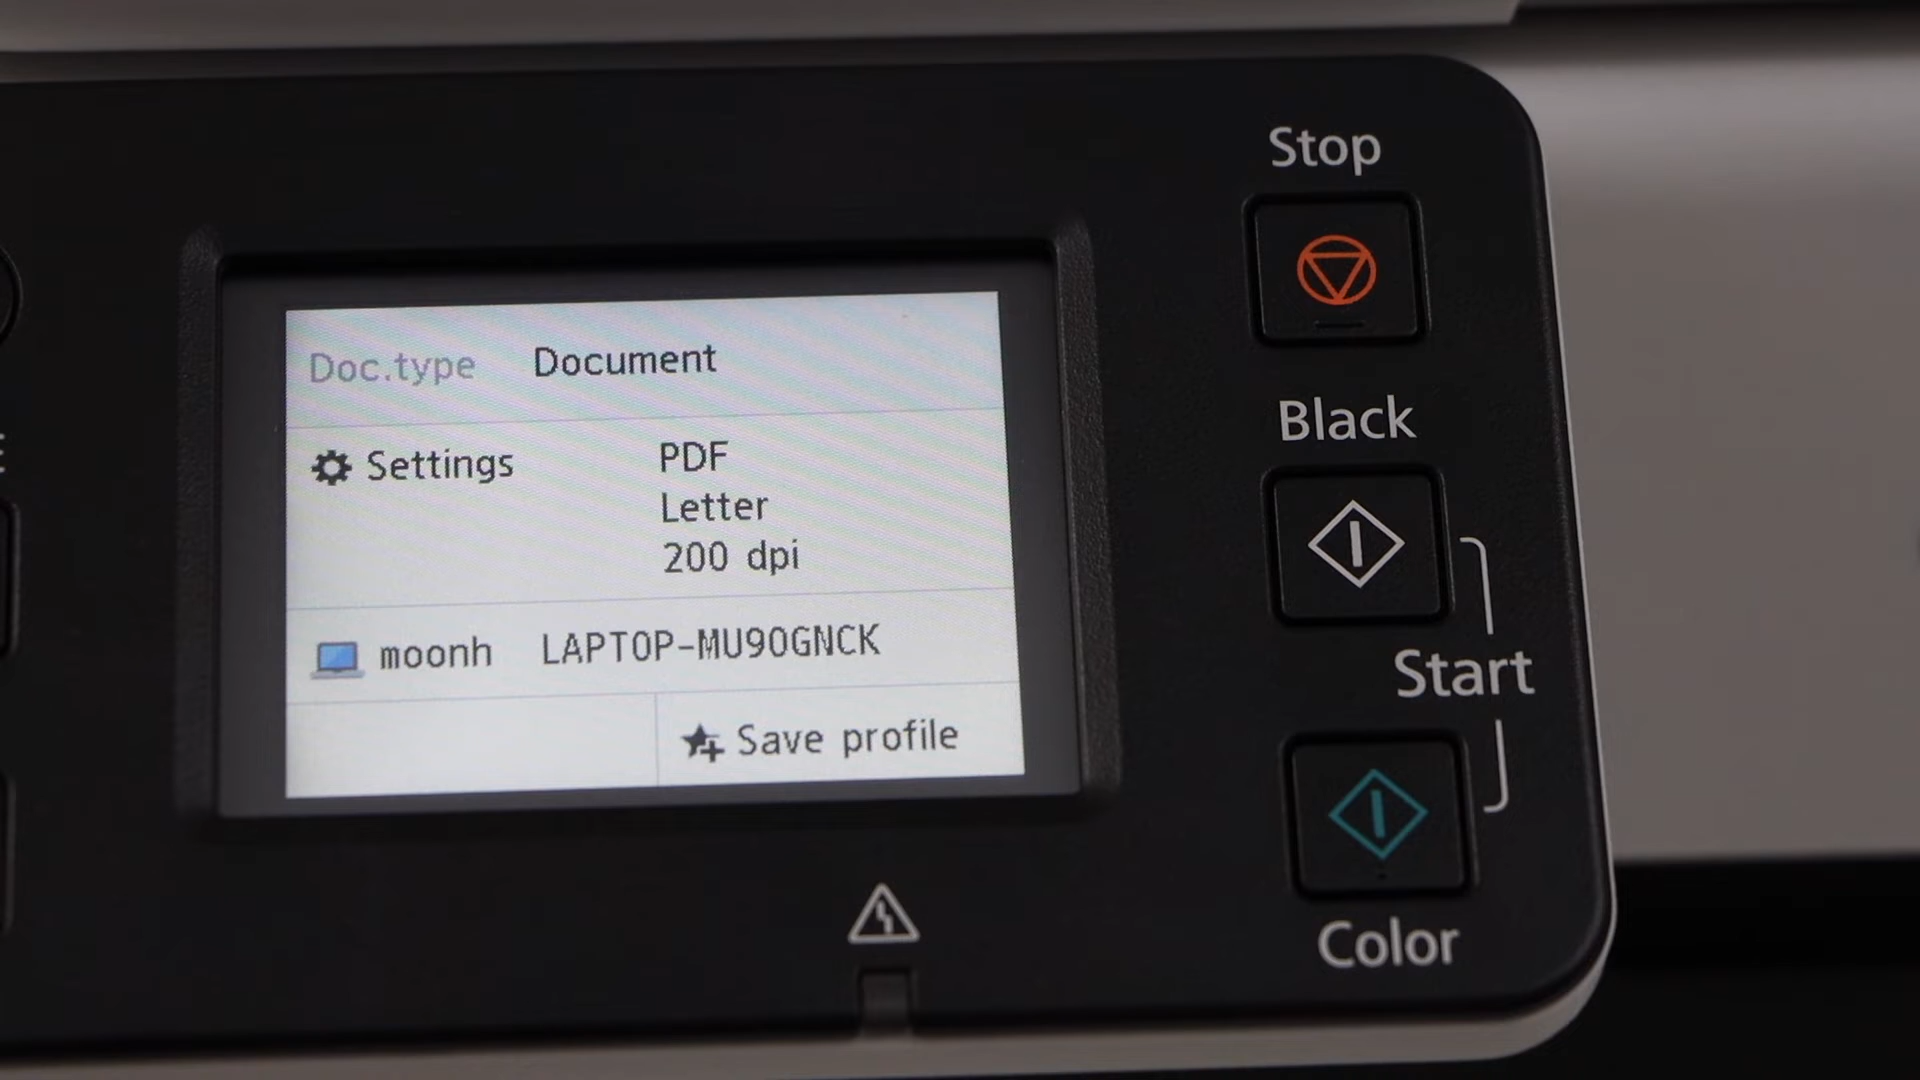 Stop
Doc.type Document
Settings PDF
Letter
200 dpi
moonh LAPTOP-MU90GNCK
Save profile
Black
Start
Color